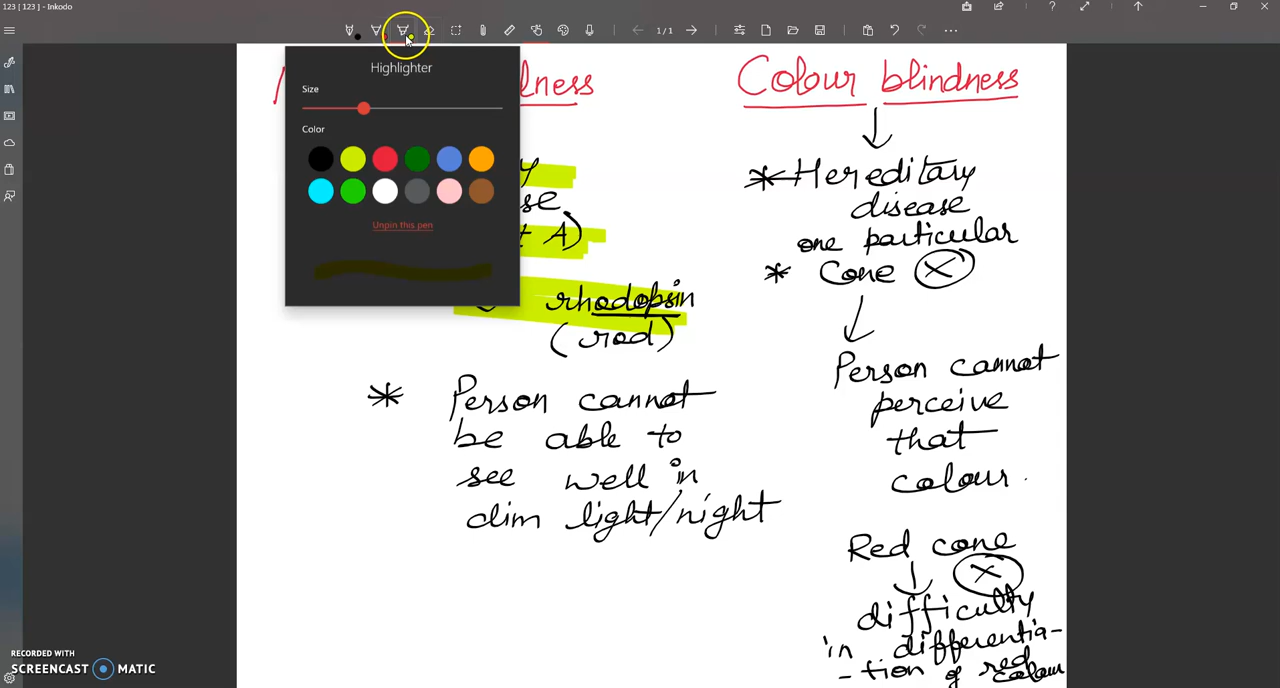 123 [ 123 ] - Inkodo
1/1
Highlighter
Size
Color
Unpin this pen
lness
y
se
A)
rhodopsin
(rod)
* Person cannot
be able to
see well in
dim light/night
Colour blindness
* Hereditary
disease
one particular
* Cone X
Person cannot
perceive
that
colour.
Red cone
X
difficulty
in differentia-
-tion of red
colour
RECORDED WITH
SCREENCAST MATIC